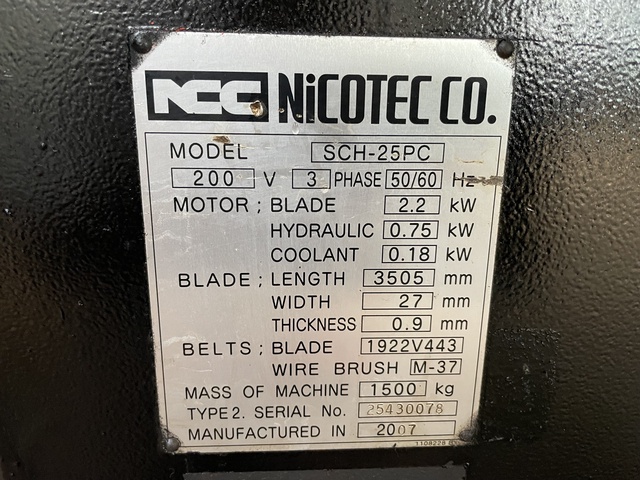 NCC NiCOTEC CO.
MODEL SCH-25PC
200 V 3 PHASE 50/60 Hz
MOTOR; BLADE 2.2 kW
HYDRAULIC 0.75 kW
COOLANT 0.18 kW
BLADE; LENGTH 3505 mm
WIDTH 27 mm
THICKNESS 0.9 mm
BELTS; BLADE 1922V443
WIRE BRUSH M-37
MASS OF MACHINE 1500 kg
TYPE2. SERIAL No. 25430078
MANUFACTURED IN 2007